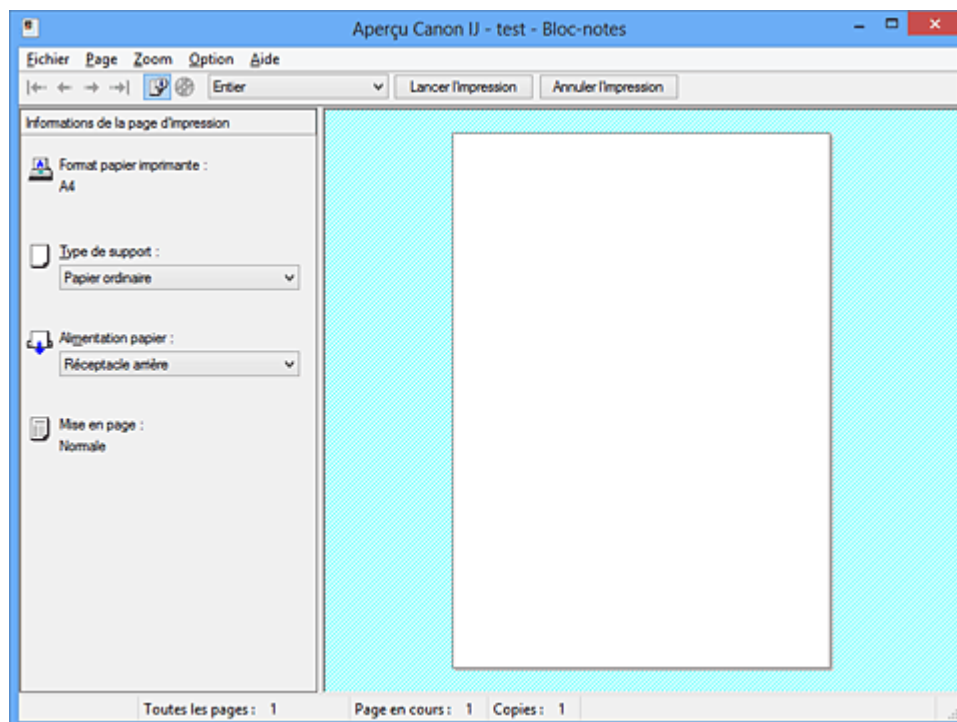 Aperçu Canon IJ - test - Bloc-notes
Fichier Page Zoom Option Aide
Entier Lancer l'impression Annuler l'impression
Informations de la page d'impression
Format papier imprimante :
A4
Type de support :
Papier ordinaire
Alimentation papier :
Réceptacle arrière
Mise en page :
Normale
Toutes les pages : 1 Page en cours : 1 Copies : 1